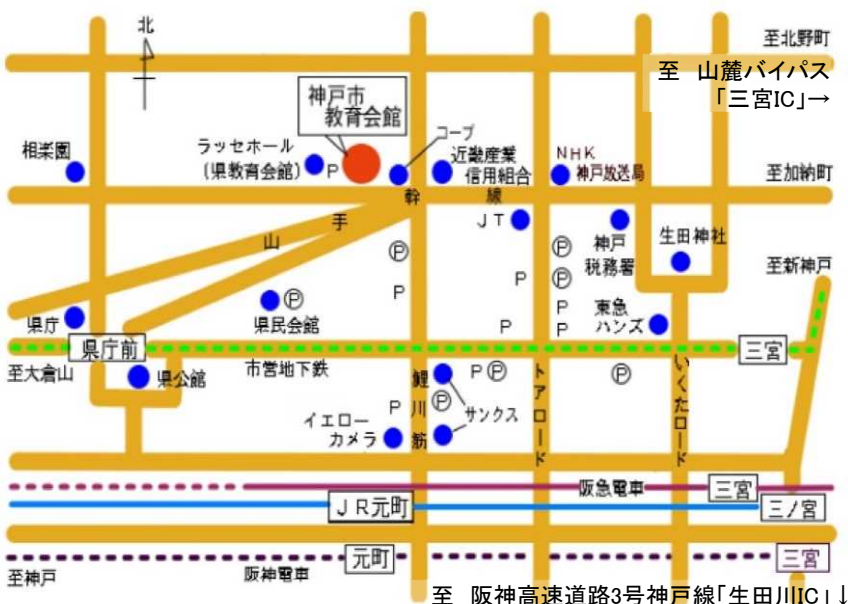 北
至北野町
至　山麓バイパス
「三宮IC」→
神戸市
教育会館
コープ
相楽園
ラッセホール
（県教育会館）
P
近畿産業
信用組合
NHK
神戸放送局
至加納町
山手幹線
JT
神戸
税務署
生田神社
至新神戸
Ⓟ
Ⓟ
Ⓟ
P
P
P
P
P
県庁
県民会館
Ⓟ
東急
ハンズ
県庁前
三宮
至大倉山
市営地下鉄
県公館
鯉川筋
P
Ⓟ
Ⓟ
トアロード
いくたロード
イエロー
カメラ
P
Ⓟ
サンクス
阪急電車
三宮
JR元町
三ノ宮
元町
三宮
至神戸
阪神電車
至　阪神高速道路3号神戸線「生田川IC」↓